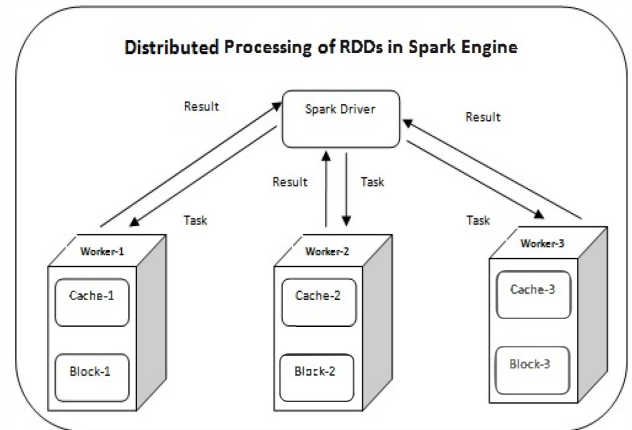 Distributed Processing of RDDs in Spark Engine
Spark Driver
Result
Result
Result
Task
Task
Task
Worker-1
Worker-2
Worker-3
Cache-1
Cache-2
Cache-3
Block-1
Block-2
Block-3